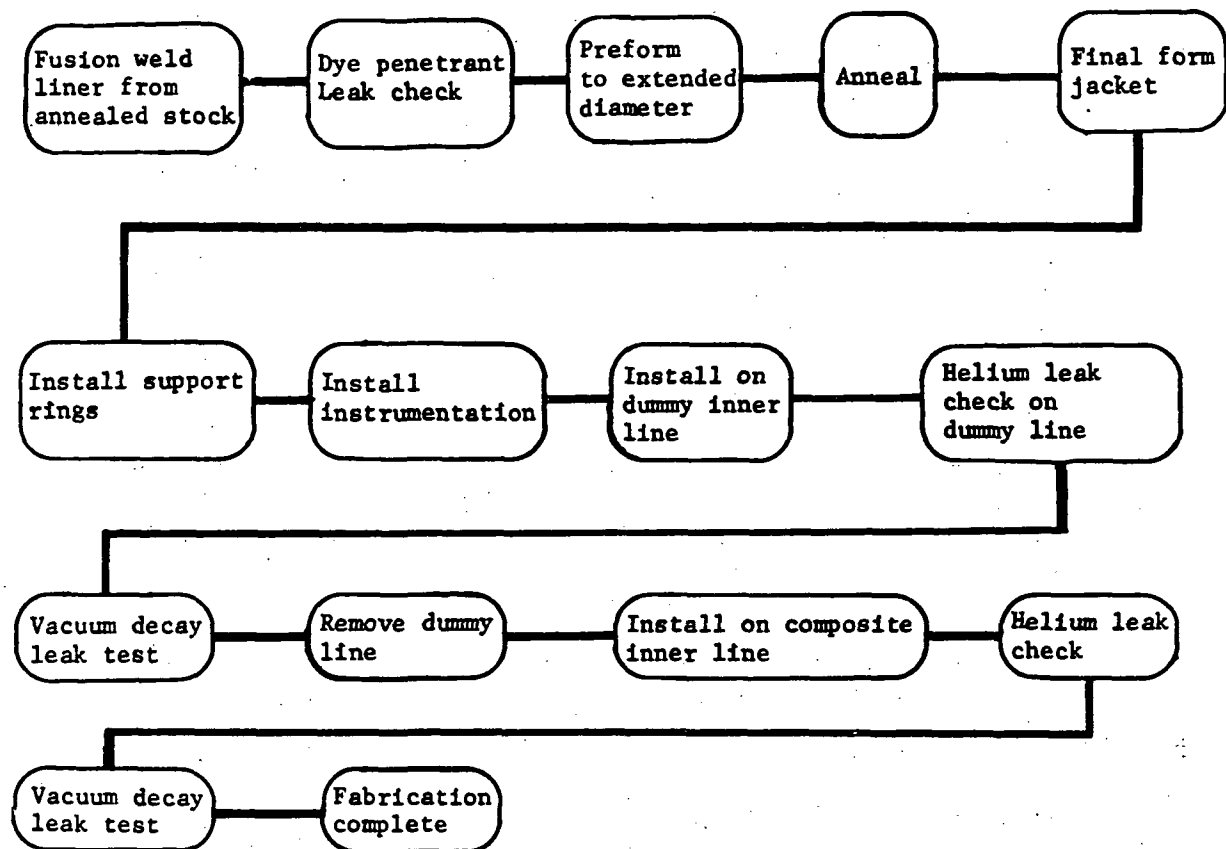 Fusion weld
liner from
annealed stock
Dye penetrant
Leak check
Preform
to extended
diameter
Anneal
Final form
jacket
Install support
rings
Install
instrumentation
Install on
dummy inner
line
Helium leak
check on
dummy line
Vacuum decay
leak test
Remove dummy
line
Install on composite
inner line
Helium leak
check
Vacuum decay
leak test
Fabrication
complete